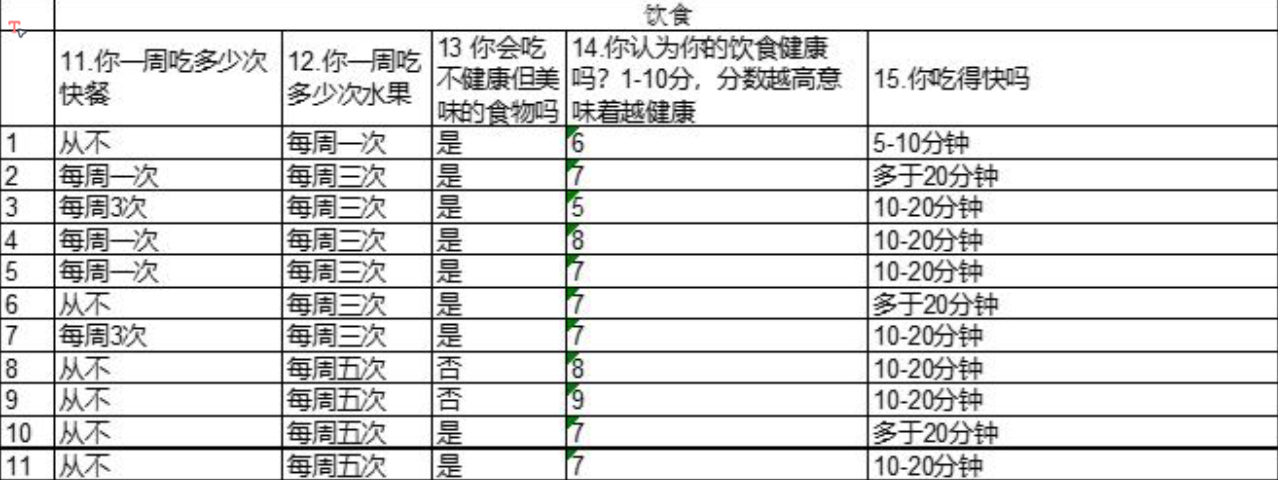 饮食
11.你一周吃多少次快餐 12.你一周吃多少次水果 13 你会吃不健康但美味的食物吗 14.你认为你的饮食健康吗？1-10分，分数越高意味着越健康 15.你吃得快吗
1 从不 每周一次 是 6 5-10分钟
2 每周一次 每周三次 是 7 多于20分钟
3 每周3次 每周三次 是 5 10-20分钟
4 每周一次 每周三次 是 8 10-20分钟
5 每周一次 每周三次 是 7 10-20分钟
6 从不 每周三次 是 7 多于20分钟
7 每周3次 每周三次 是 7 10-20分钟
8 从不 每周五次 否 8 10-20分钟
9 从不 每周五次 否 9 10-20分钟
10 从不 每周五次 是 7 多于20分钟
11 从不 每周五次 是 7 10-20分钟